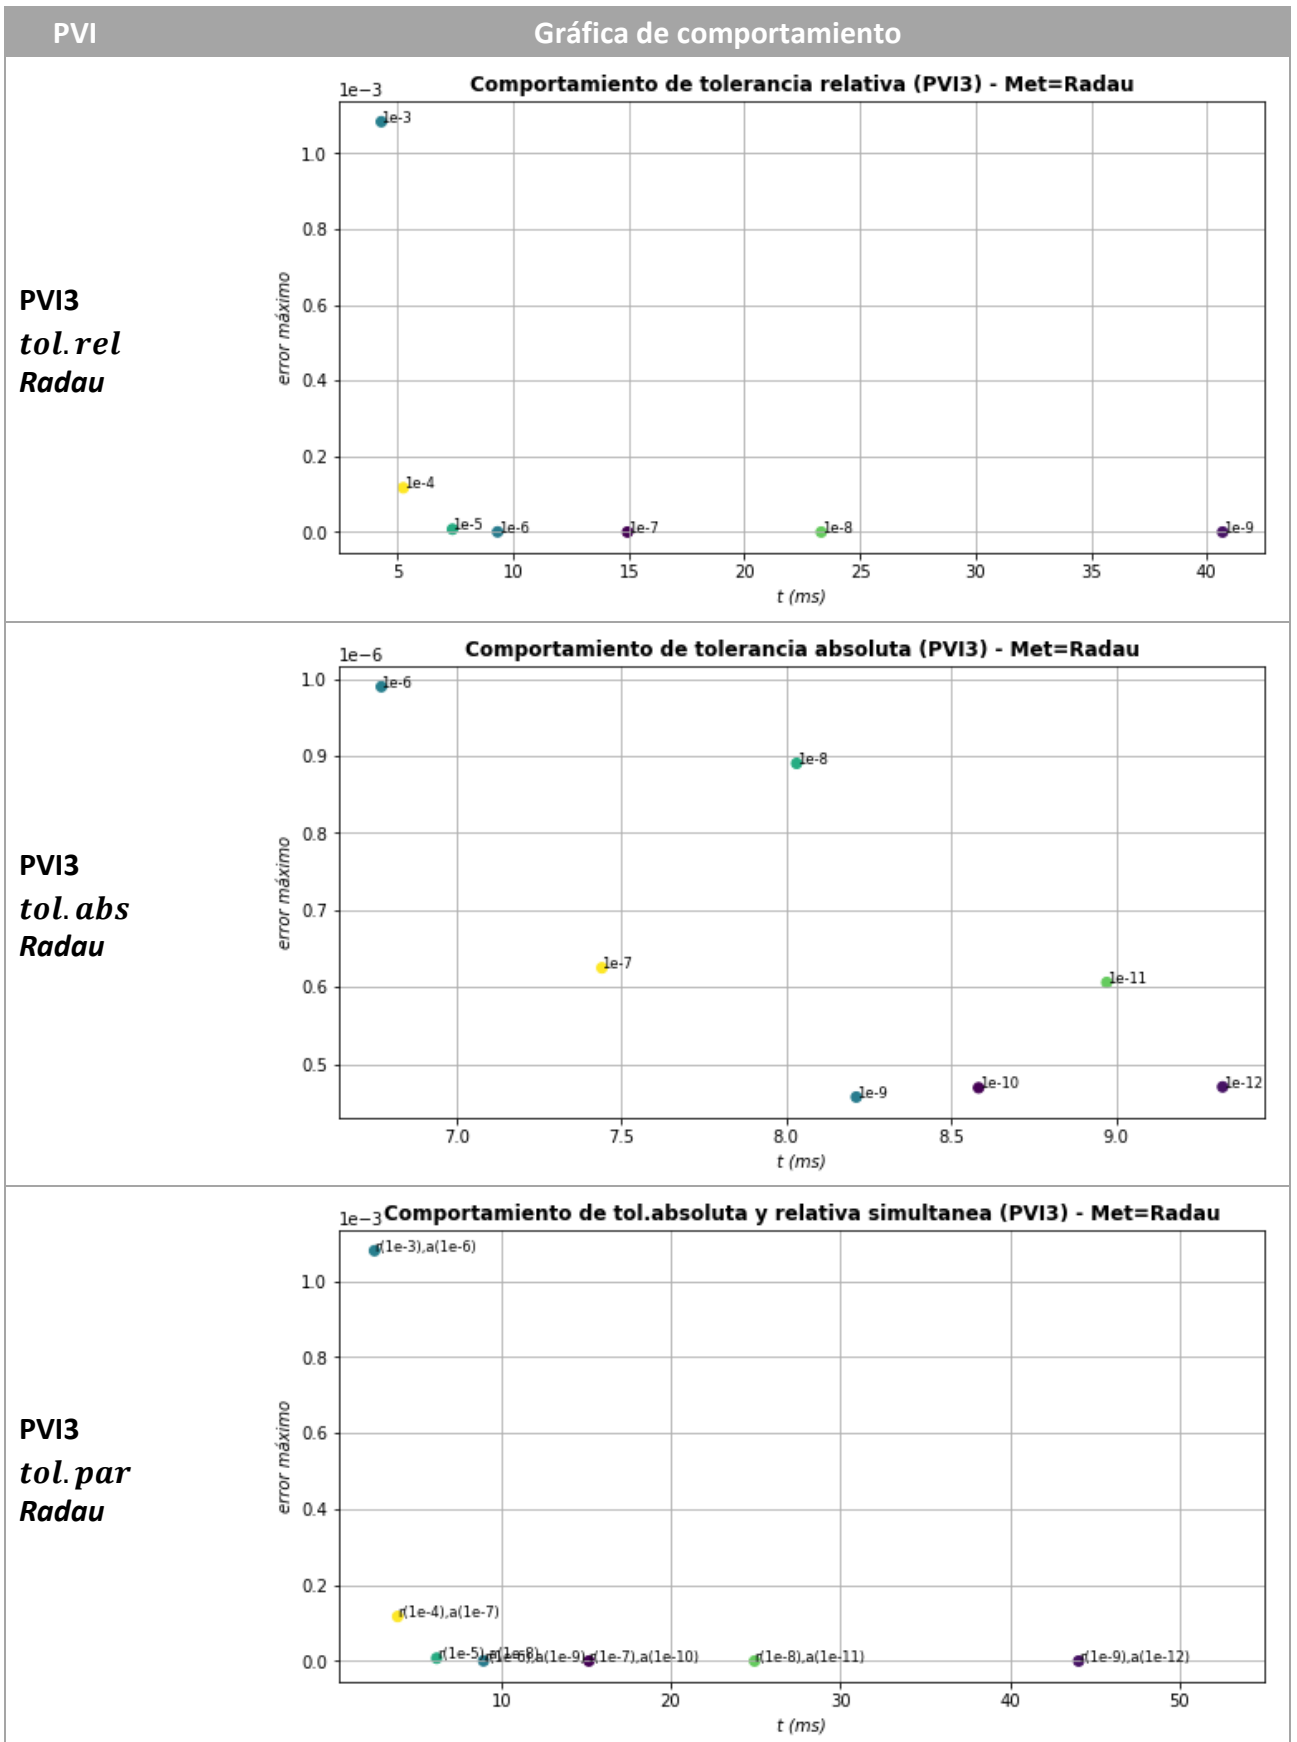 PVI Gráfica de comportamiento
PVI3
tol.rel
Radau
Comportamiento de tolerancia relativa (PVI3) - Met=Radau
1e−3
error máximo
1.0
0.8
0.6
0.4
0.2
0.0
1e-3
1e-4
1e-5 1e-6 1e-7 1e-8 1e-9
5 10 15 20 25 30 35 40
t (ms)
PVI3
tol.abs
Radau
Comportamiento de tolerancia absoluta (PVI3) - Met=Radau
1e−6
error máximo
1.0
0.9
0.8
0.7
0.6
0.5
1e-6
1e-8
1e-7
1e-11
1e-9 1e-10 1e-12
7.0 7.5 8.0 8.5 9.0
t (ms)
PVI3
tol.par
Radau
Comportamiento de tol.absoluta y relativa simultanea (PVI3) - Met=Radau
1e−3
error máximo
1.0
0.8
0.6
0.4
0.2
0.0
r(1e-3),a(1e-6)
r(1e-4),a(1e-7)
r(1e-5),a(1e-8) r(1e-6),a(1e-9) r(1e-7),a(1e-10) r(1e-8),a(1e-11) r(1e-9),a(1e-12)
10 20 30 40 50
t (ms)